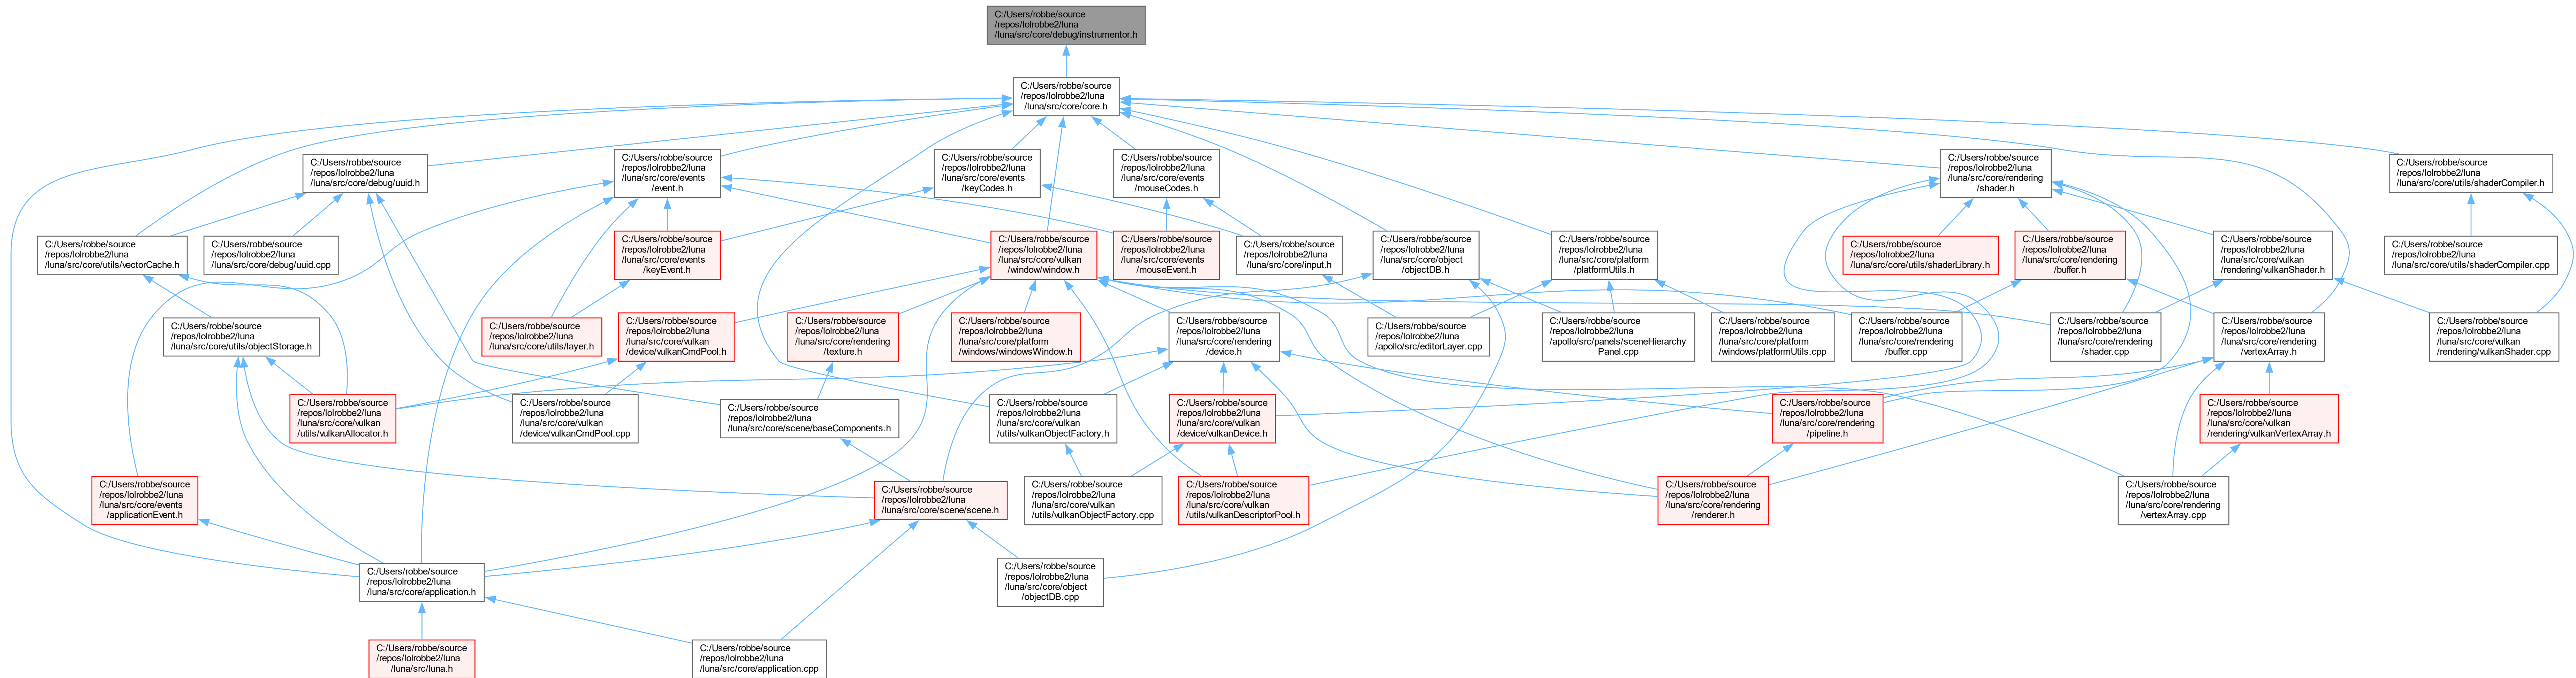 C:/Users/robbe/source
/repos/lolrobbe2/luna
/luna/src/core/debug/instrumentor.h
C:/Users/robbe/source
/repos/lolrobbe2/luna
/luna/src/core/core.h
C:/Users/robbe/source
/repos/lolrobbe2/luna
/luna/src/core/debug/uuid.h
C:/Users/robbe/source
/repos/lolrobbe2/luna
/luna/src/core/events
/event.h
C:/Users/robbe/source
/repos/lolrobbe2/luna
/luna/src/core/events
/keyCodes.h
C:/Users/robbe/source
/repos/lolrobbe2/luna
/luna/src/core/events
/mouseCodes.h
C:/Users/robbe/source
/repos/lolrobbe2/luna
/luna/src/core/rendering
/shader.h
C:/Users/robbe/source
/repos/lolrobbe2/luna
/luna/src/core/utils/shaderCompiler.h
C:/Users/robbe/source
/repos/lolrobbe2/luna
/luna/src/core/utils/vectorCache.h
C:/Users/robbe/source
/repos/lolrobbe2/luna
/luna/src/core/debug/uuid.cpp
C:/Users/robbe/source
/repos/lolrobbe2/luna
/luna/src/core/events
/keyEvent.h
C:/Users/robbe/source
/repos/lolrobbe2/luna
/luna/src/core/vulkan
/window/window.h
C:/Users/robbe/source
/repos/lolrobbe2/luna
/luna/src/core/events
/mouseEvent.h
C:/Users/robbe/source
/repos/lolrobbe2/luna
/luna/src/core/input.h
C:/Users/robbe/source
/repos/lolrobbe2/luna
/luna/src/core/object
/objectDB.h
C:/Users/robbe/source
/repos/lolrobbe2/luna
/luna/src/core/platform
/platformUtils.h
C:/Users/robbe/source
/repos/lolrobbe2/luna
/luna/src/core/utils/shaderLibrary.h
C:/Users/robbe/source
/repos/lolrobbe2/luna
/luna/src/core/rendering
/buffer.h
C:/Users/robbe/source
/repos/lolrobbe2/luna
/luna/src/core/vulkan
/rendering/vulkanShader.h
C:/Users/robbe/source
/repos/lolrobbe2/luna
/luna/src/core/utils/shaderCompiler.cpp
C:/Users/robbe/source
/repos/lolrobbe2/luna
/luna/src/core/utils/objectStorage.h
C:/Users/robbe/source
/repos/lolrobbe2/luna
/luna/src/core/utils/layer.h
C:/Users/robbe/source
/repos/lolrobbe2/luna
/luna/src/core/vulkan
/device/vulkanCmdPool.h
C:/Users/robbe/source
/repos/lolrobbe2/luna
/luna/src/core/rendering
/texture.h
C:/Users/robbe/source
/repos/lolrobbe2/luna
/luna/src/core/platform
/windows/windowsWindow.h
C:/Users/robbe/source
/repos/lolrobbe2/luna
/luna/src/core/rendering
/device.h
C:/Users/robbe/source
/repos/lolrobbe2/luna
/apollo/src/editorLayer.cpp
C:/Users/robbe/source
/repos/lolrobbe2/luna
/apollo/src/panels/sceneHierarchy
Panel.cpp
C:/Users/robbe/source
/repos/lolrobbe2/luna
/luna/src/core/platform
/windows/platformUtils.cpp
C:/Users/robbe/source
/repos/lolrobbe2/luna
/luna/src/core/rendering
/buffer.cpp
C:/Users/robbe/source
/repos/lolrobbe2/luna
/luna/src/core/rendering
/shader.cpp
C:/Users/robbe/source
/repos/lolrobbe2/luna
/luna/src/core/rendering
/vertexArray.h
C:/Users/robbe/source
/repos/lolrobbe2/luna
/luna/src/core/vulkan
/rendering/vulkanShader.cpp
C:/Users/robbe/source
/repos/lolrobbe2/luna
/luna/src/core/vulkan
/utils/vulkanAllocator.h
C:/Users/robbe/source
/repos/lolrobbe2/luna
/luna/src/core/vulkan
/device/vulkanCmdPool.cpp
C:/Users/robbe/source
/repos/lolrobbe2/luna
/luna/src/core/scene/baseComponents.h
C:/Users/robbe/source
/repos/lolrobbe2/luna
/luna/src/core/vulkan
/utils/vulkanObjectFactory.h
C:/Users/robbe/source
/repos/lolrobbe2/luna
/luna/src/core/vulkan
/device/vulkanDevice.h
C:/Users/robbe/source
/repos/lolrobbe2/luna
/luna/src/core/rendering
/pipeline.h
C:/Users/robbe/source
/repos/lolrobbe2/luna
/luna/src/core/vulkan
/rendering/vulkanVertexArray.h
C:/Users/robbe/source
/repos/lolrobbe2/luna
/luna/src/core/events
/applicationEvent.h
C:/Users/robbe/source
/repos/lolrobbe2/luna
/luna/src/core/scene/scene.h
C:/Users/robbe/source
/repos/lolrobbe2/luna
/luna/src/core/vulkan
/utils/vulkanObjectFactory.cpp
C:/Users/robbe/source
/repos/lolrobbe2/luna
/luna/src/core/vulkan
/utils/vulkanDescriptorPool.h
C:/Users/robbe/source
/repos/lolrobbe2/luna
/luna/src/core/rendering
/renderer.h
C:/Users/robbe/source
/repos/lolrobbe2/luna
/luna/src/core/rendering
/vertexArray.cpp
C:/Users/robbe/source
/repos/lolrobbe2/luna
/luna/src/core/application.h
C:/Users/robbe/source
/repos/lolrobbe2/luna
/luna/src/core/object
/objectDB.cpp
C:/Users/robbe/source
/repos/lolrobbe2/luna
/luna/src/luna.h
C:/Users/robbe/source
/repos/lolrobbe2/luna
/luna/src/core/application.cpp